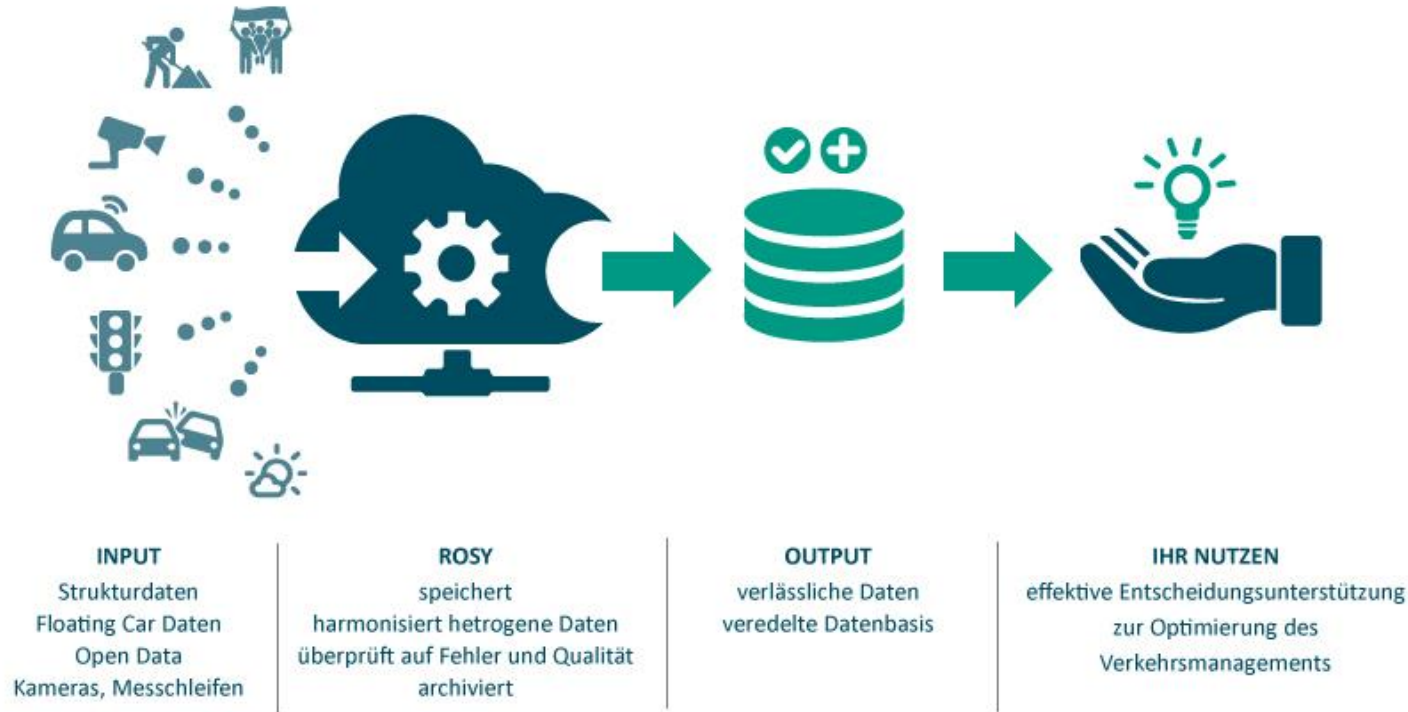 INPUT
Strukturdaten
Floating Car Daten
Open Data
Kameras, Messchleifen
ROSY
speichert
harmonisiert hetrogene Daten
überprüft auf Fehler und Qualität
archiviert
OUTPUT
verlässliche Daten
veredelte Datenbasis
IHR NUTZEN
effektive Entscheidungsunterstützung
zur Optimierung des
Verkehrsmanagements